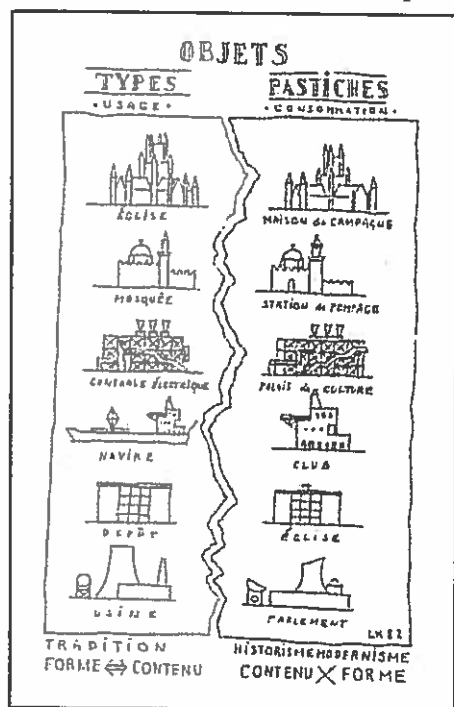 OBJETS
TYPES
• USAGE •
ÉGLISE
MOSQUÉE
CENTRALE électrique
NAVIRE
DEPÔT
USINE
TRADITION
FORME ⇔ CONTENU
PASTICHES
• CONSOMMATION •
MAISON de CAMPAGNE
STATION de POMPAGE
PALAIS de CULTURE
CLUB
ÉGLISE
PARLEMENT
LK 82
HISTORISME MODERNISME
CONTENU X FORME